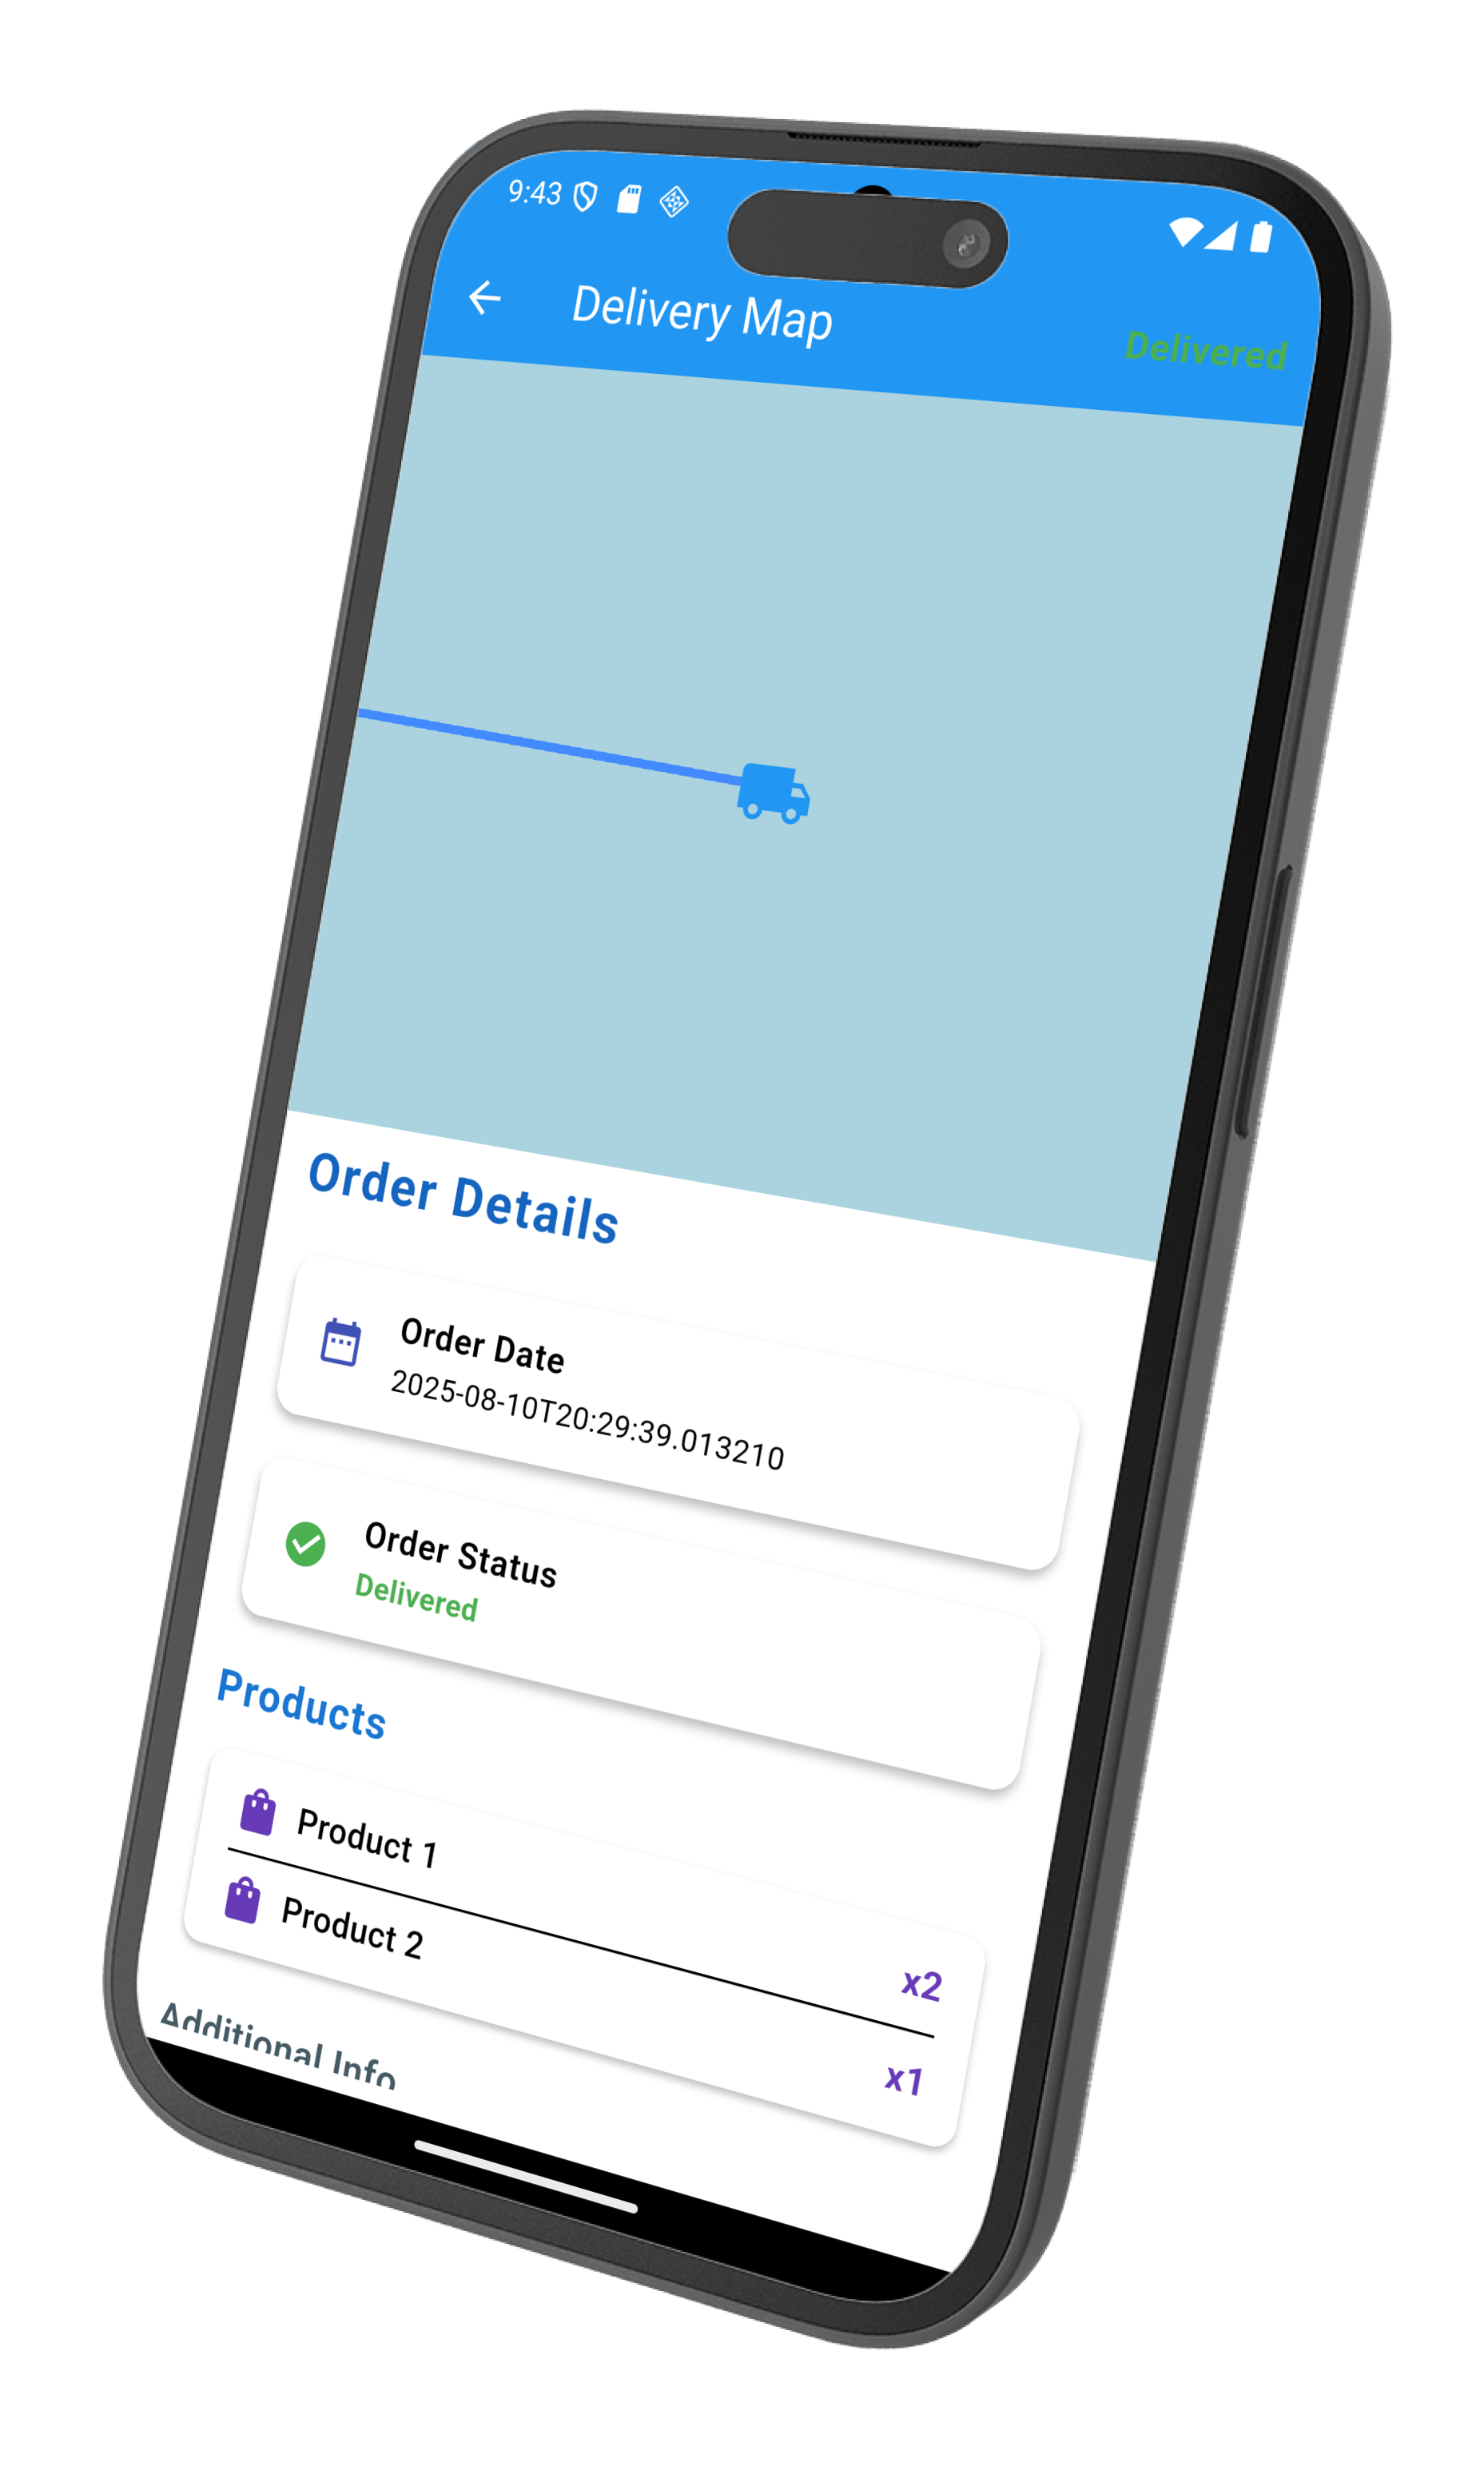 9:43
Delivery Map
Delivered
Order Details
Order Date
2025-08-10T20:29:39.013210
Order Status
Delivered
Products
Product 1
x2
Product 2
x1
Additional Info